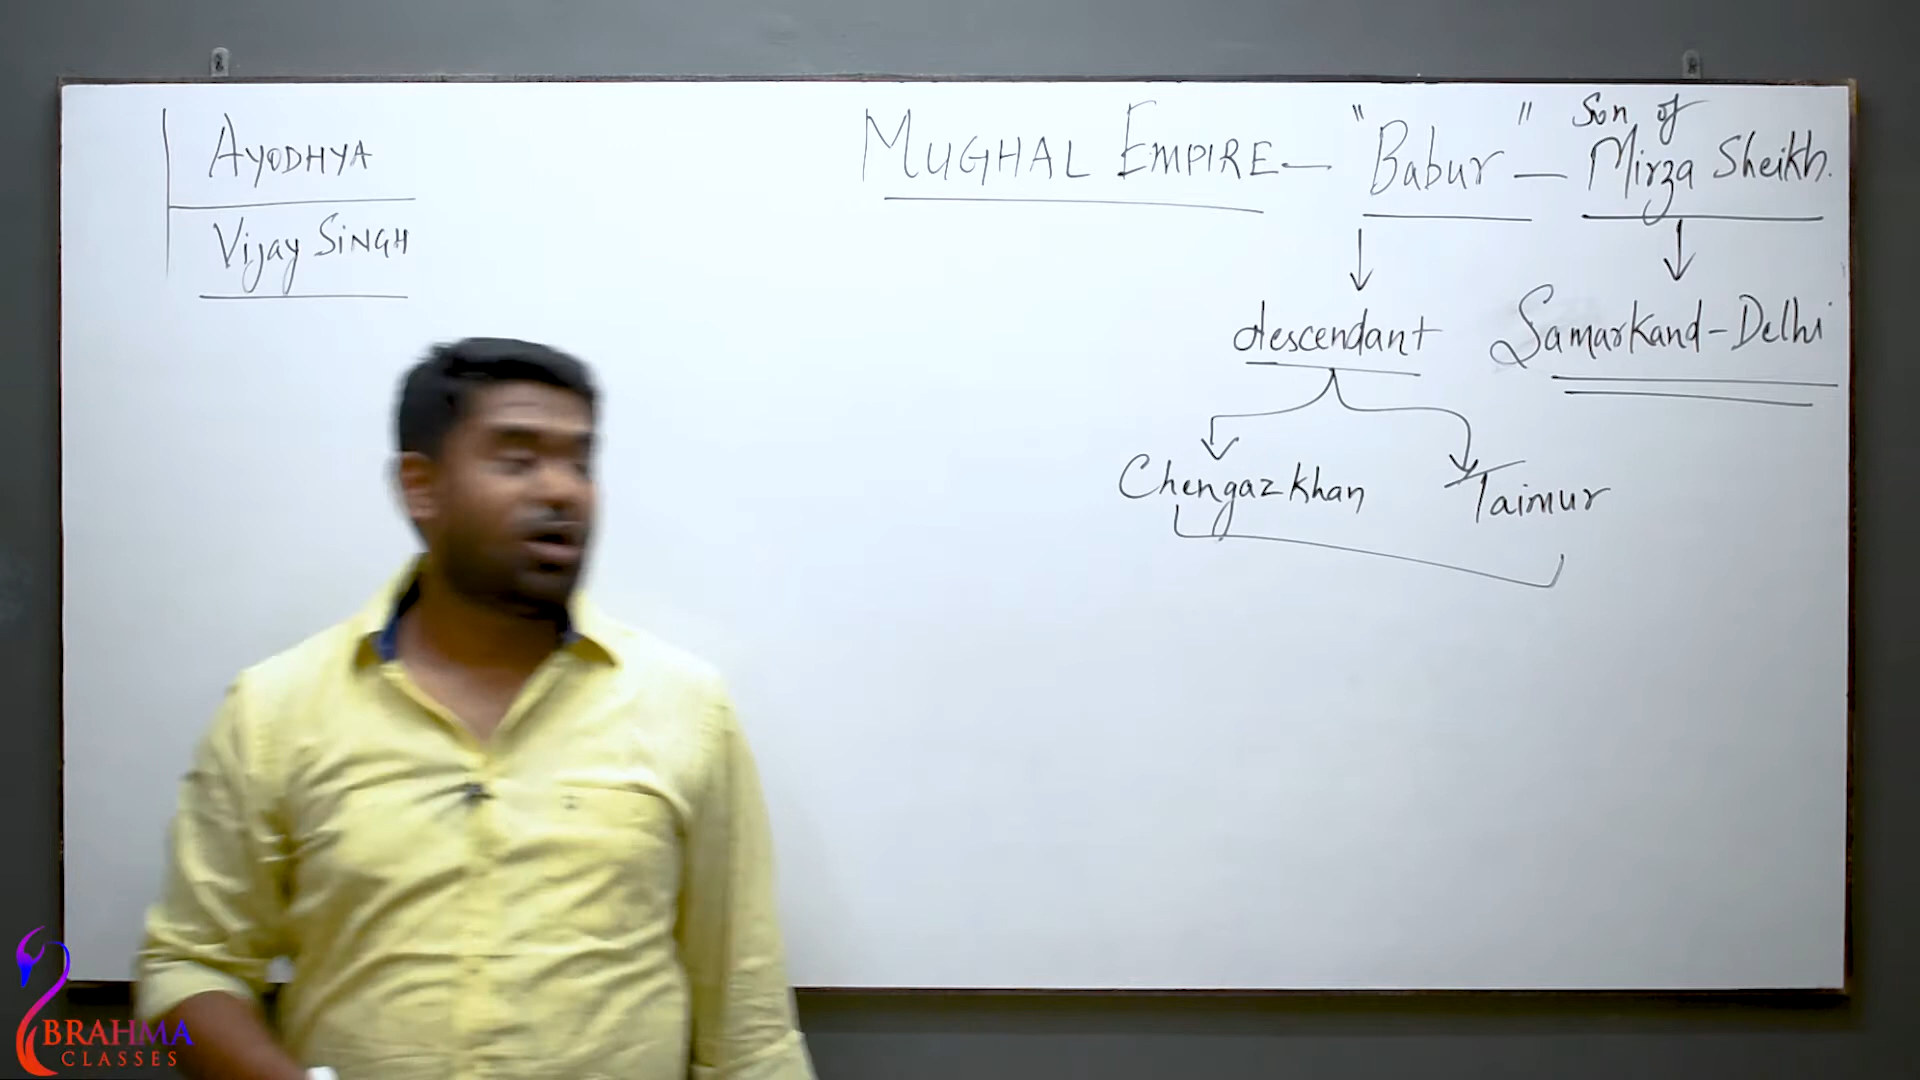 AYODHYA
Vijay SINGH
MUGHAL EMPIRE — "Babur" — Son of Mirza Sheikh.
descendant
Samarkand-Delhi
Chengaz khan
Taimur
BRAHMA
CLASSES